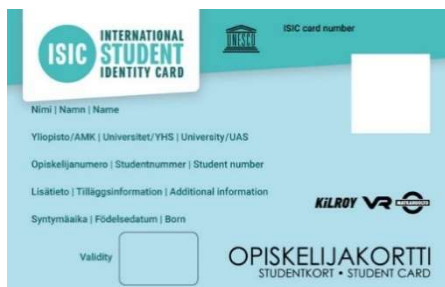 ISIC
INTERNATIONAL
STUDENT
IDENTITY CARD
UNESCO
ISIC card number
Nimi | Namn | Name
Yliopisto/AMK | Universitet/YHS | University/UAS
Opiskelijanumero | Studentnummer | Student number
Lisätieto | Tilläggsinformation | Additional information
KiLROY VR
Syntymäaika | Födelsedatum | Born
Validity
OPISKELIJAKORTTI
STUDENTKORT • STUDENT CARD